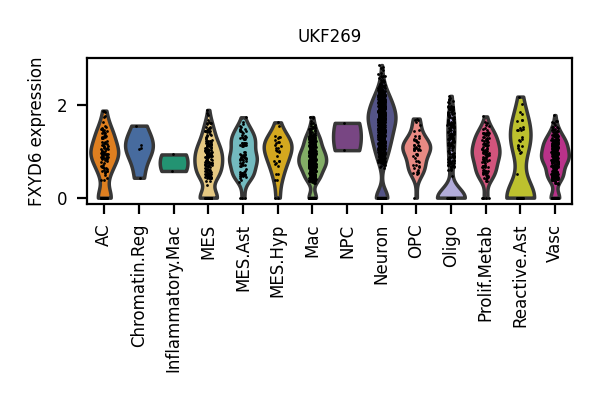 UKF269
FXYD6 expression
2
0
AC
Chromatin.Reg
Inflammatory.Mac
MES
MES.Ast
MES.Hyp
Mac
NPC
Neuron
OPC
Oligo
Prolif.Metab
Reactive.Ast
Vasc